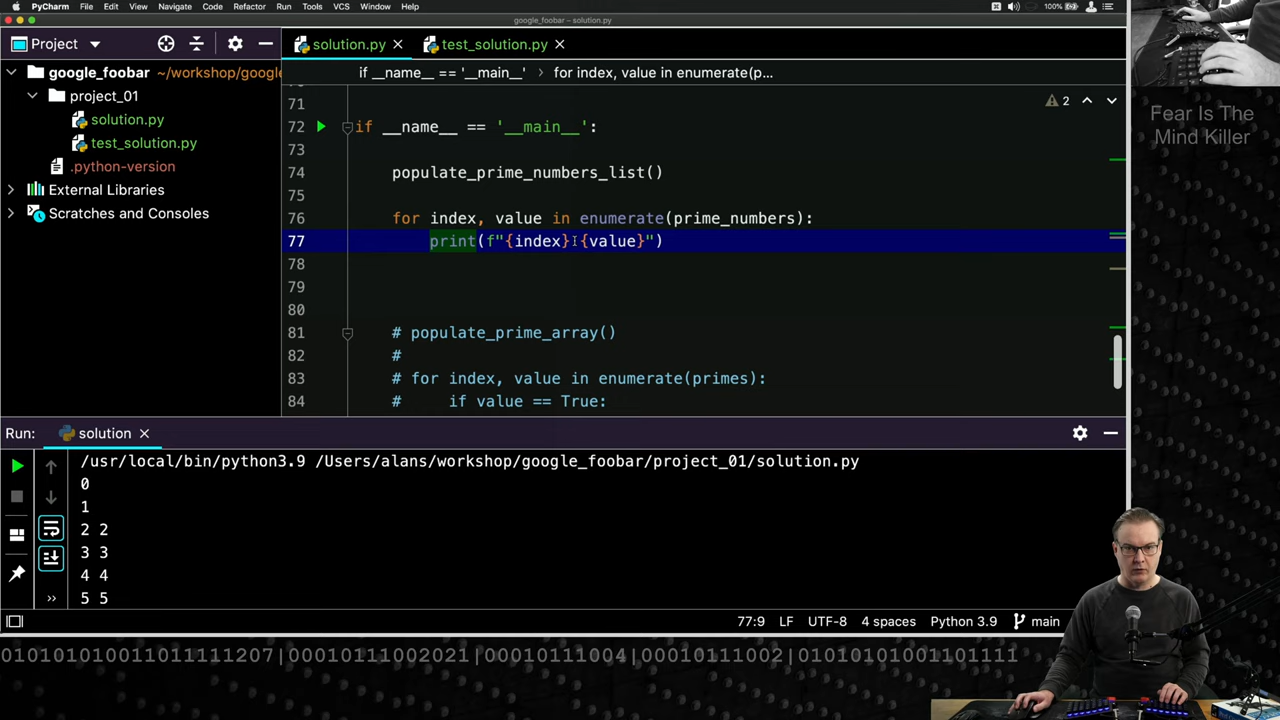 PyCharm File Edit View Navigate Code Refactor Run Tools VCS Window Help 100%
google_foobar – solution.py
Project solution.py test_solution.py
google_foobar ~/workshop/google
if __name__ == '__main__' for index, value in enumerate(p...
project_01
solution.py
test_solution.py
.python-version
External Libraries
Scratches and Consoles
2
71
72 if __name__ == '__main__':
73
74 populate_prime_numbers_list()
75
76 for index, value in enumerate(prime_numbers):
77 print(f"{index} {value}")
78
79
80
81 # populate_prime_array()
82 #
83 # for index, value in enumerate(primes):
84 # if value == True:
Fear Is The
Mind Killer
Run: solution
/usr/local/bin/python3.9 /Users/alans/workshop/google_foobar/project_01/solution.py
0
1
2 2
3 3
4 4
5 5
77:9 LF UTF-8 4 spaces Python 3.9 main
010101010011011111207|00010111002021|00010111004|00010111002|0101010001101111